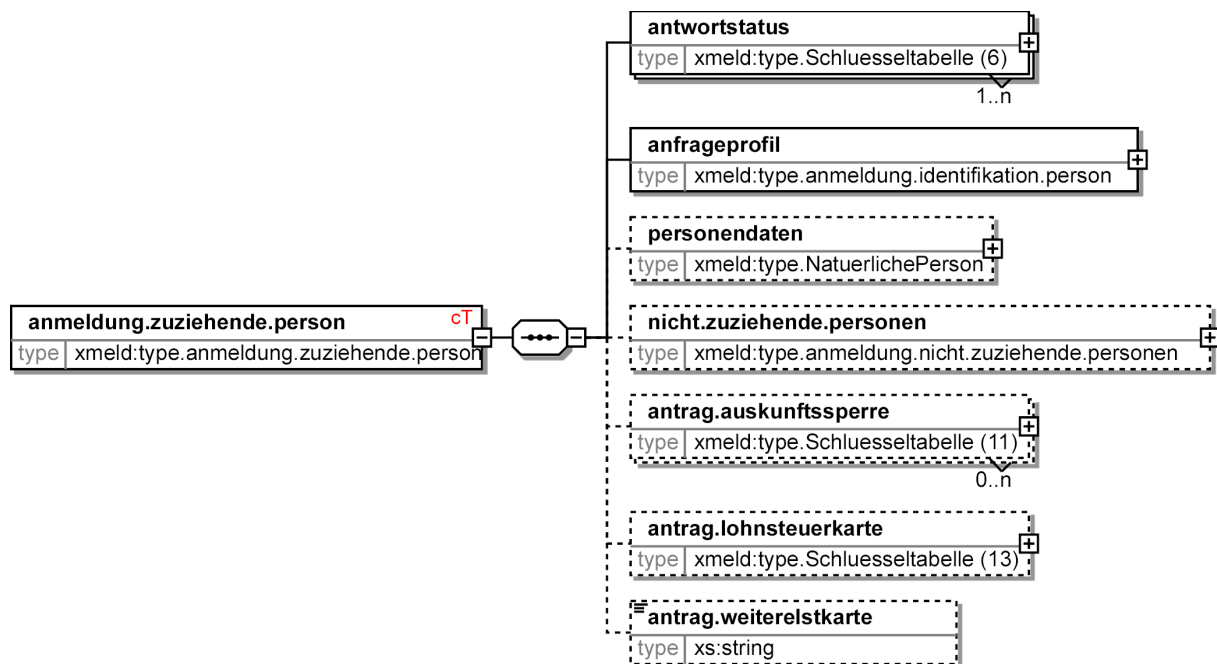 antwortstatus
type xmeld:type.Schluesseltabelle (6)
1..n
anfrageprofil
type xmeld:type.anmeldung.identifikation.person
personendaten
type xmeld:type.NatuerlichePerson
anmeldung.zuziehende.person cT
type xmeld:type.anmeldung.zuziehende.person
nicht.zuziehende.personen
type xmeld:type.anmeldung.nicht.zuziehende.personen
antrag.auskunftssperre
type xmeld:type.Schluesseltabelle (11)
0..n
antrag.lohnsteuerkarte
type xmeld:type.Schluesseltabelle (13)
antrag.weiterelstkarte
type xs:string